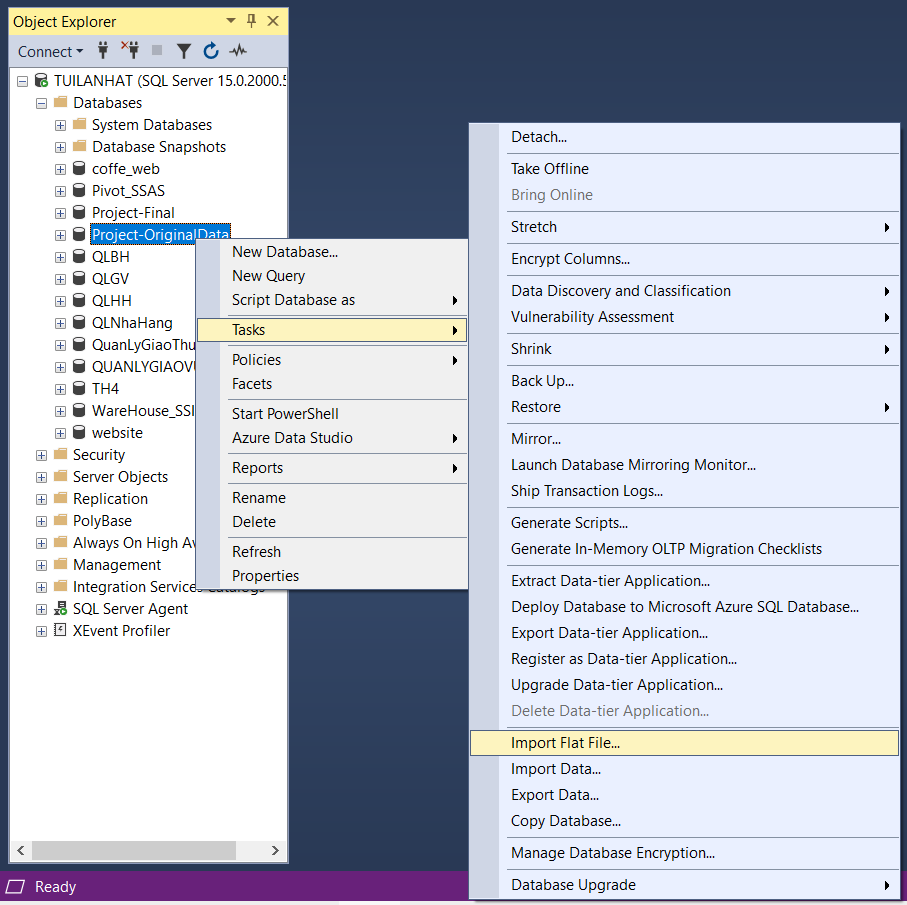 Object Explorer
Connect
TUILANHAT (SQL Server 15.0.2000.5
Databases
System Databases
Database Snapshots
coffe_web
Pivot_SSAS
Project-Final
Project-OriginalData
QLBH
QLGV
QLHH
QLNhaHang
QuanLyGiaoThu
QUANLYGIAOVU
TH4
WareHouse_SSI
website
Security
Server Objects
Replication
PolyBase
Always On High Av
Management
Integration Services Catalogs
SQL Server Agent
XEvent Profiler
Ready
New Database...
New Query
Script Database as
Tasks
Policies
Facets
Start PowerShell
Azure Data Studio
Reports
Rename
Delete
Refresh
Properties
Detach...
Take Offline
Bring Online
Stretch
Encrypt Columns...
Data Discovery and Classification
Vulnerability Assessment
Shrink
Back Up...
Restore
Mirror...
Launch Database Mirroring Monitor...
Ship Transaction Logs...
Generate Scripts...
Generate In-Memory OLTP Migration Checklists
Extract Data-tier Application...
Deploy Database to Microsoft Azure SQL Database...
Export Data-tier Application...
Register as Data-tier Application...
Upgrade Data-tier Application...
Delete Data-tier Application...
Import Flat File...
Import Data...
Export Data...
Copy Database...
Manage Database Encryption...
Database Upgrade